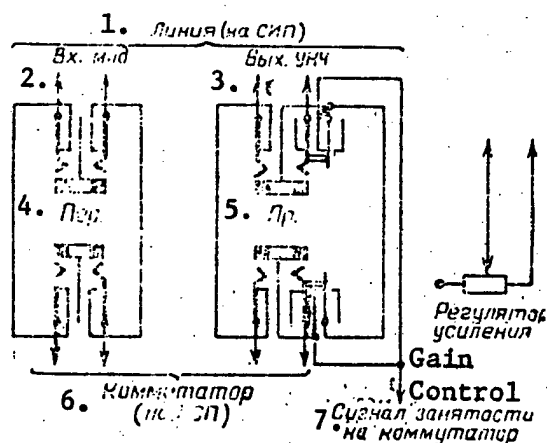 1. Линия (на СИП)
2. Вх. мод
3. Вых. УНЧ
4. Пер.
5. Пр.
Регулятор
усиления
Gain
Control
6. Коммутатор
7. Сигнал занятости
на коммутатор